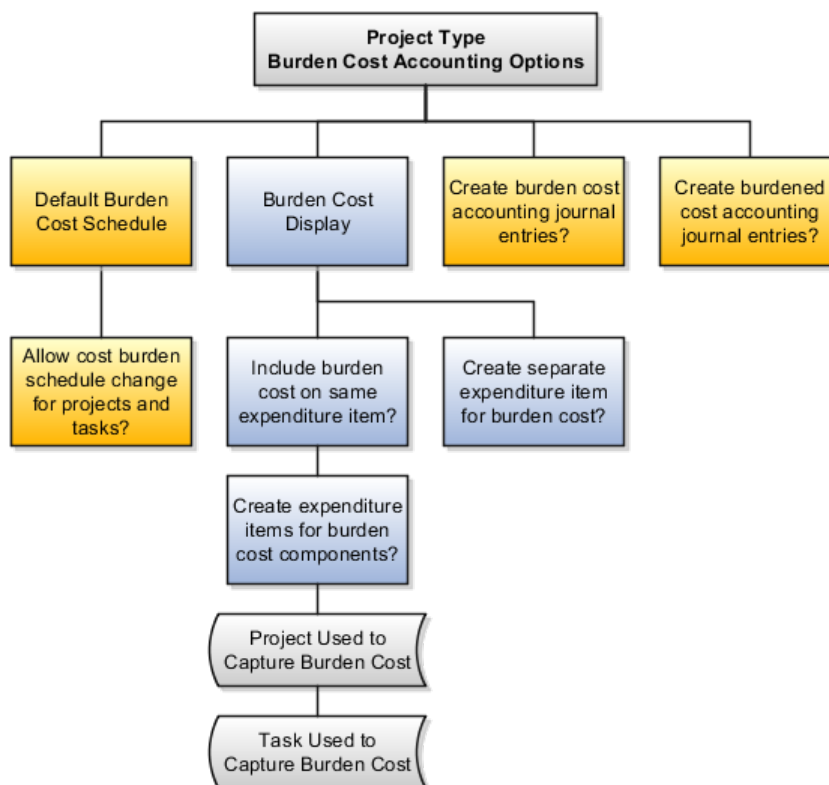 Project Type
Burden Cost Accounting Options
Default Burden
Cost Schedule
Burden Cost
Display
Create burden cost
accounting journal
entries?
Create burdened
cost accounting
journal entries?
Allow cost burden
schedule change
for projects and
tasks?
Include burden
cost on same
expenditure item?
Create separate
expenditure item
for burden cost?
Create expenditure
items for burden
cost components?
Project Used to
Capture Burden Cost
Task Used to
Capture Burden Cost